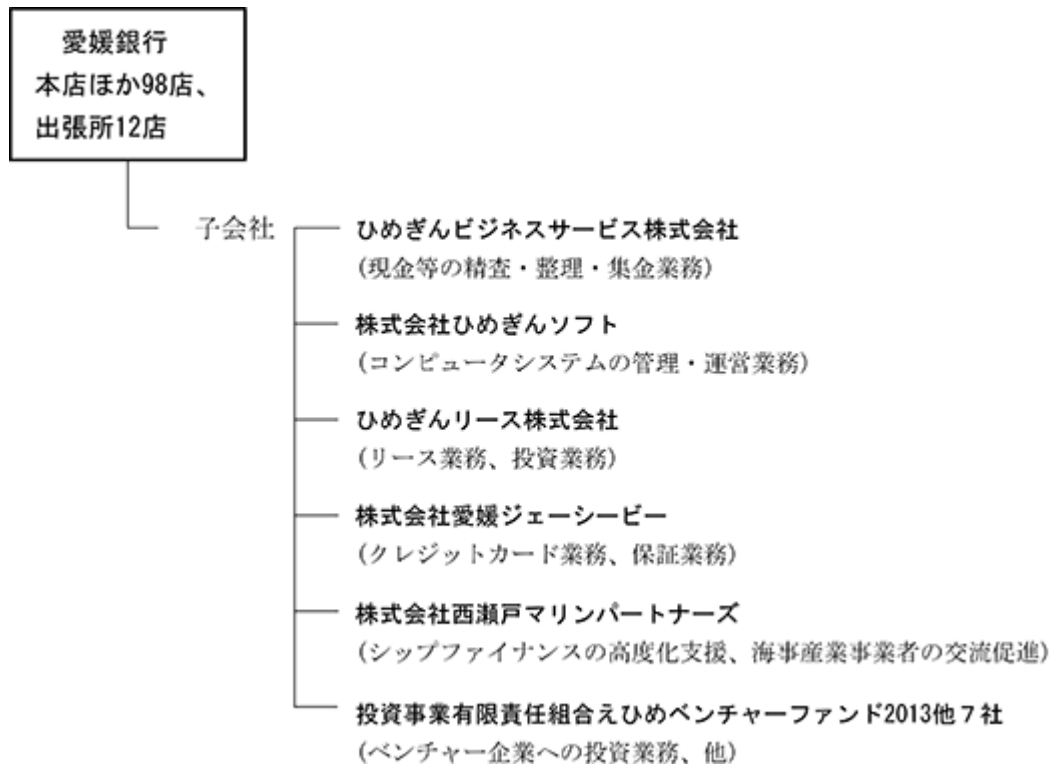 愛媛銀行
本店ほか98店、
出張所12店
子会社
ひめぎんビジネスサービス株式会社
(現金等の精査・整理・集金業務)
株式会社ひめぎんソフト
(コンピュータシステムの管理・運営業務)
ひめぎんリース株式会社
(リース業務、投資業務)
株式会社愛媛ジェーシービー
(クレジットカード業務、保証業務)
株式会社西瀬戸マリンパートナーズ
(シップファイナンスの高度化支援、海事産業事業者の交流促進)
投資事業有限責任組合えひめベンチャーファンド2013他７社
(ベンチャー企業への投資業務、他)